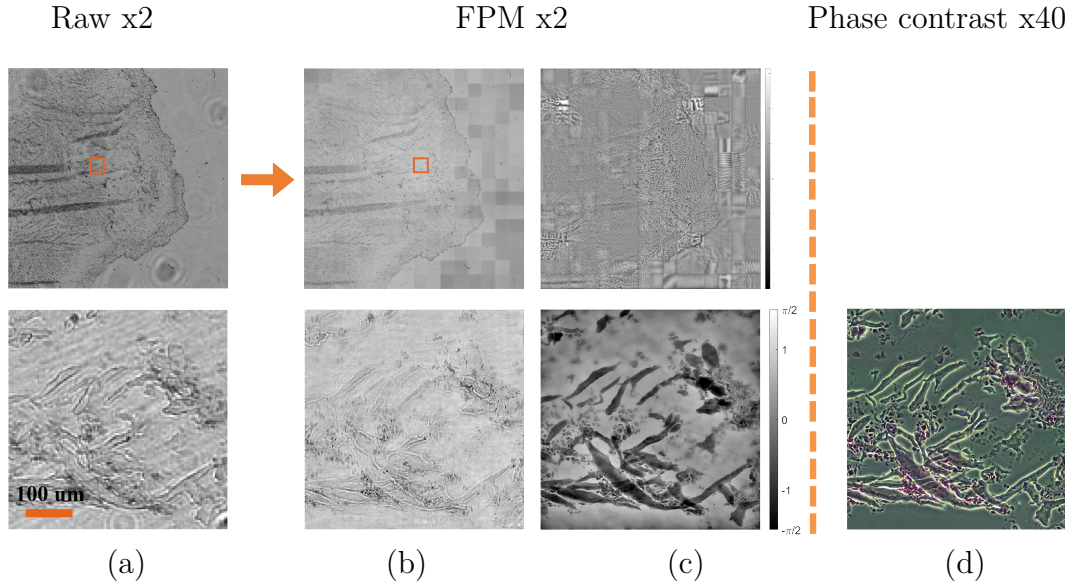 Raw x2
FPM x2
Phase contrast x40
π/2
1
0
-1
-π/2
100 um
(a)
(b)
(c)
(d)